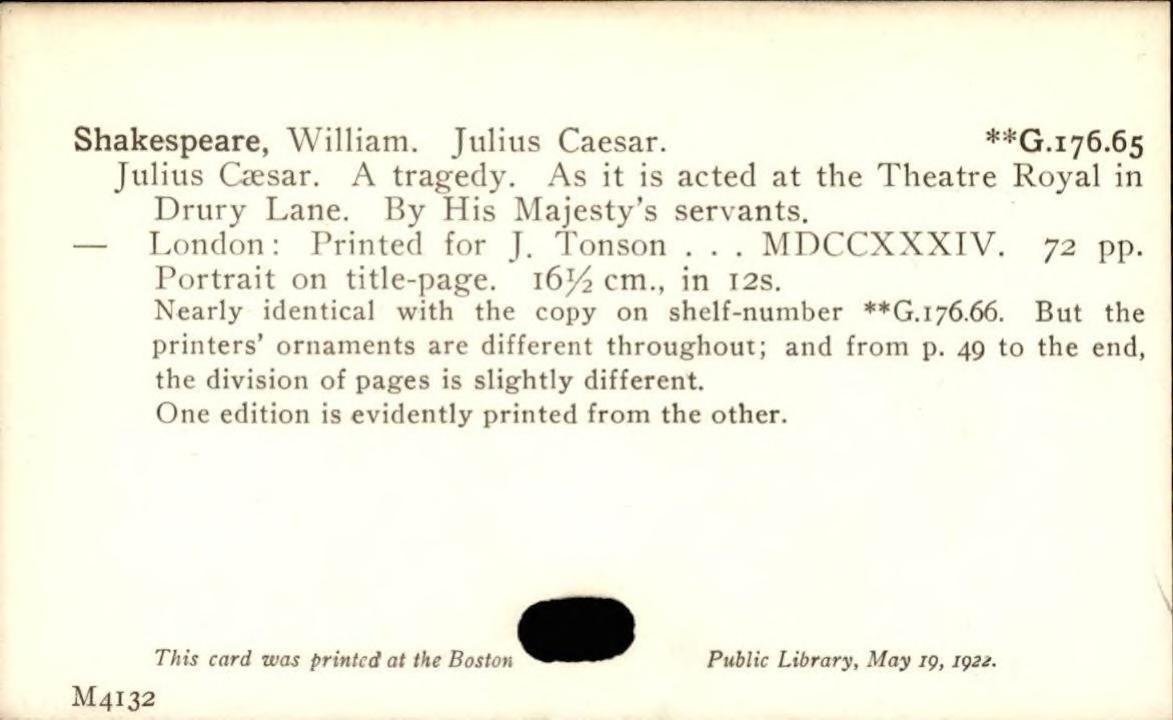 Shakespeare, William. Julius Caesar. **G.176.65
Julius Cæsar. A tragedy. As it is acted at the Theatre Royal in
Drury Lane. By His Majesty's servants.
— London: Printed for J. Tonson . . . MDCCXXXIV. 72 pp.
Portrait on title-page. 16½ cm., in 12s.
Nearly identical with the copy on shelf-number **G.176.66. But the
printers' ornaments are different throughout; and from p. 49 to the end,
the division of pages is slightly different.
One edition is evidently printed from the other.
This card was printed at the Boston Public Library, May 19, 1922.
M4132